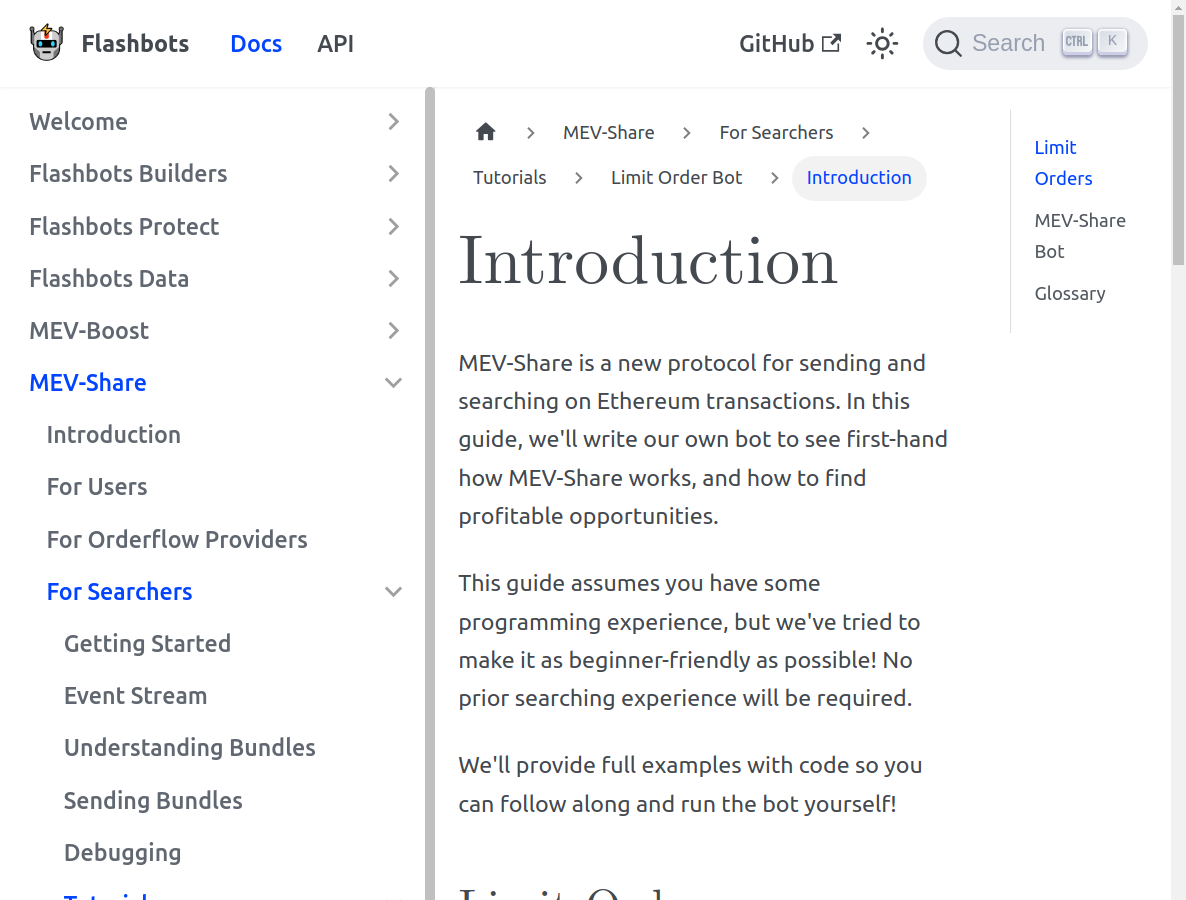 Flashbots
Docs
API
GitHub
Search
CTRL
K
Welcome
Flashbots Builders
Flashbots Protect
Flashbots Data
MEV-Boost
MEV-Share
Introduction
For Users
For Orderflow Providers
For Searchers
Getting Started
Event Stream
Understanding Bundles
Sending Bundles
Debugging
MEV-Share
For Searchers
Tutorials
Limit Order Bot
Introduction
Introduction
MEV-Share is a new protocol for sending and
searching on Ethereum transactions. In this
guide, we'll write our own bot to see first-hand
how MEV-Share works, and how to find
profitable opportunities.
This guide assumes you have some
programming experience, but we've tried to
make it as beginner-friendly as possible! No
prior searching experience will be required.
We'll provide full examples with code so you
can follow along and run the bot yourself!
Limit
Orders
MEV-Share
Bot
Glossary